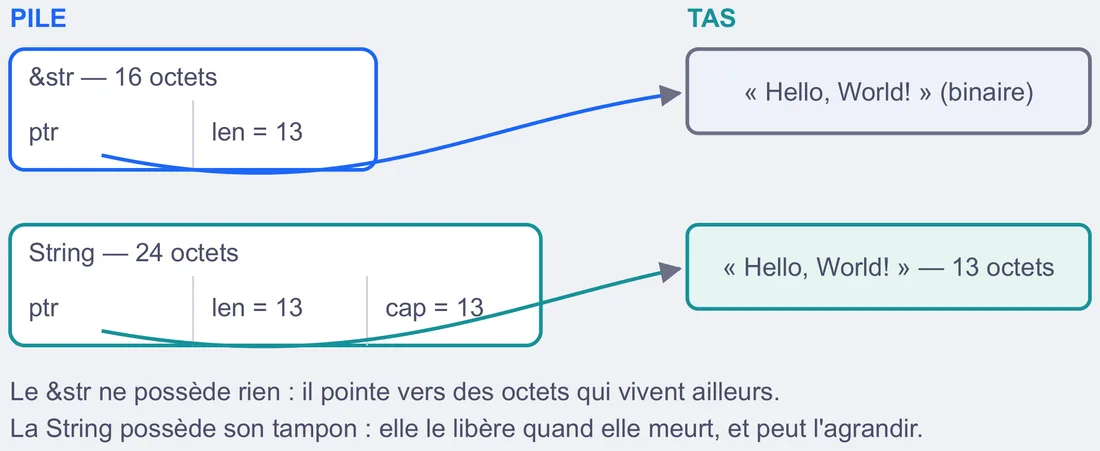 PILE
TAS
&str — 16 octets
ptr
len = 13
« Hello, World! » (binaire)
String — 24 octets
ptr
len = 13
cap = 13
« Hello, World! » — 13 octets
Le &str ne possède rien : il pointe vers des octets qui vivent ailleurs.
La String possède son tampon : elle le libère quand elle meurt, et peut l'agrandir.